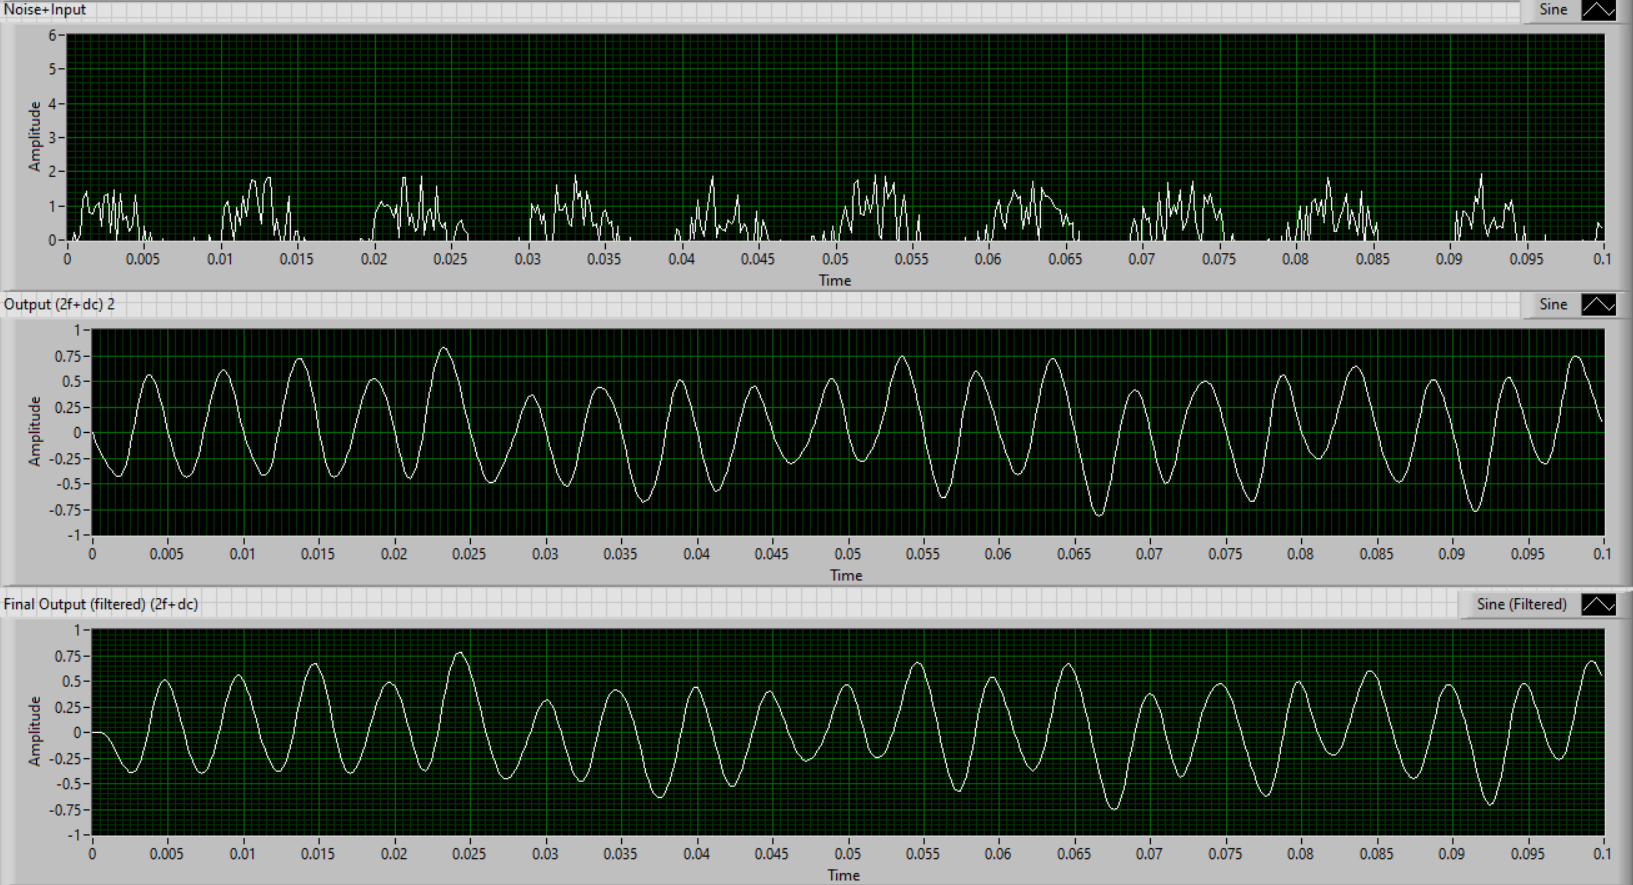 Noise+Input Sine
6
5
4
3
2
1
0
Amplitude
0 0.005 0.01 0.015 0.02 0.025 0.03 0.035 0.04 0.045 0.05 0.055 0.06 0.065 0.07 0.075 0.08 0.085 0.09 0.095 0.1
Time
Output (2f+dc) 2 Sine
1
0.75
0.5
0.25
0
-0.25
-0.5
-0.75
-1
Amplitude
0 0.005 0.01 0.015 0.02 0.025 0.03 0.035 0.04 0.045 0.05 0.055 0.06 0.065 0.07 0.075 0.08 0.085 0.09 0.095 0.1
Time
Final Output (filtered) (2f+dc) Sine (Filtered)
1
0.75
0.5
0.25
0
-0.25
-0.5
-0.75
-1
Amplitude
0 0.005 0.01 0.015 0.02 0.025 0.03 0.035 0.04 0.045 0.05 0.055 0.06 0.065 0.07 0.075 0.08 0.085 0.09 0.095 0.1
Time